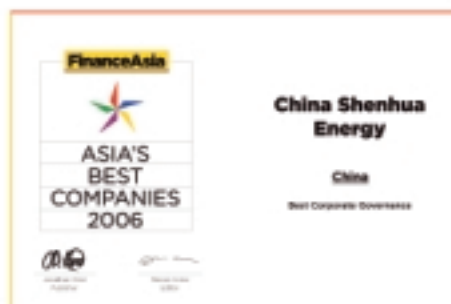 FinanceAsia
ASIA'S
BEST
COMPANIES
2006
China Shenhua
Energy
China
Best Corporate Governance